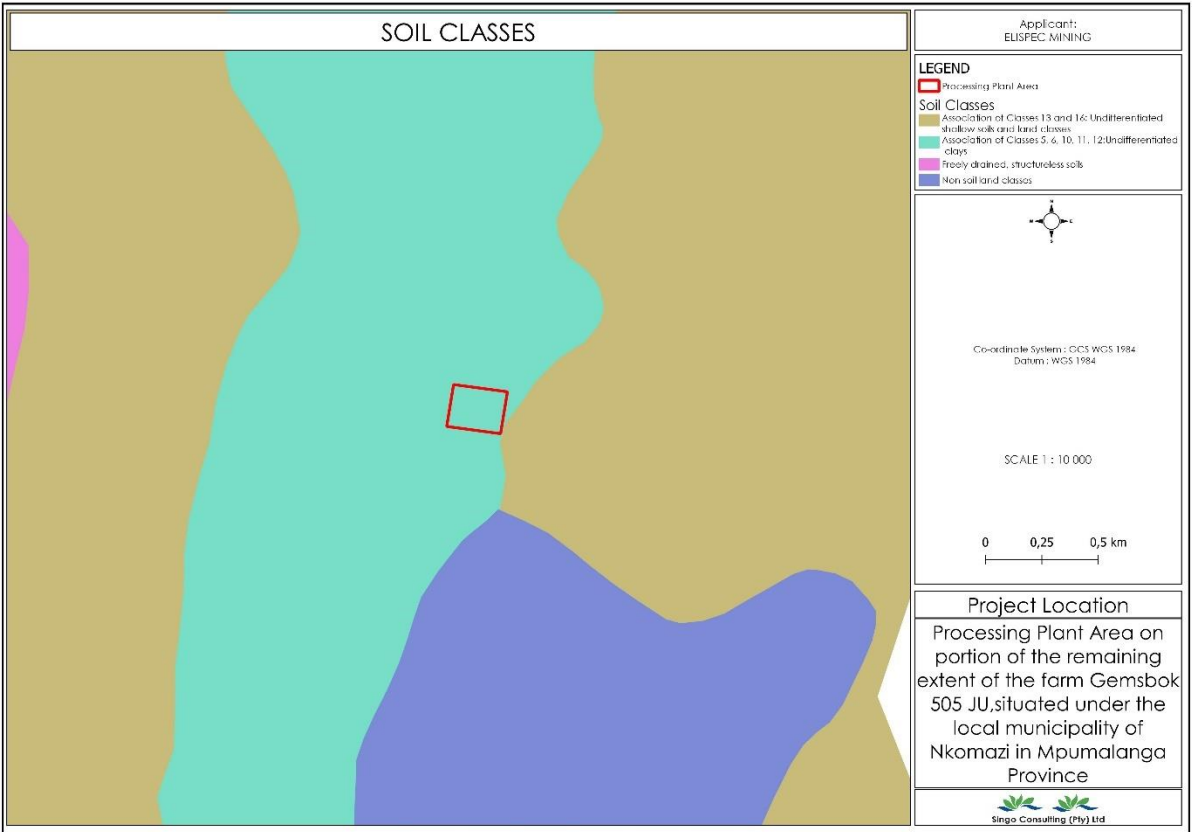 SOIL CLASSES
Applicant:
ELISPEC MINING
LEGEND
Processing Plant Area
Soil Classes
Association of Classes 13 and 16: Undifferentiated
shallow soils and land classes
Association of Classes 5, 6, 10, 11, 12:Undifferentiated
clays
Freely drained, structureless soils
Non soil land classes
N
W E
S
Co-ordinate System : GCS WGS 1984
Datum : WGS 1984
SCALE 1 : 10 000
0 0,25 0,5 km
Project Location
Processing Plant Area on
portion of the remaining
extent of the farm Gemsbok
505 JU,situated under the
local municipality of
Nkomazi in Mpumalanga
Province
Singo Consulting (Pty) Ltd